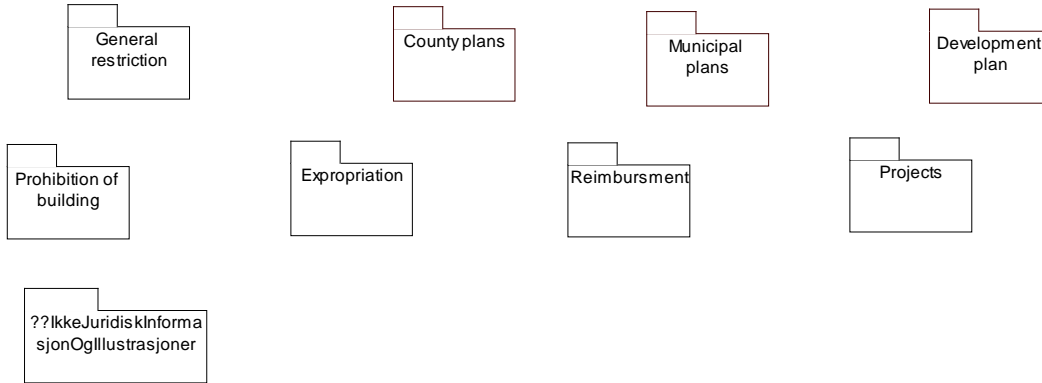 General
restriction
County plans
Municipal
plans
Development
plan
Prohibition of
building
Expropriation
Reimbursment
Projects
??IkkeJuridiskInforma
sjonOgIllustrasjoner